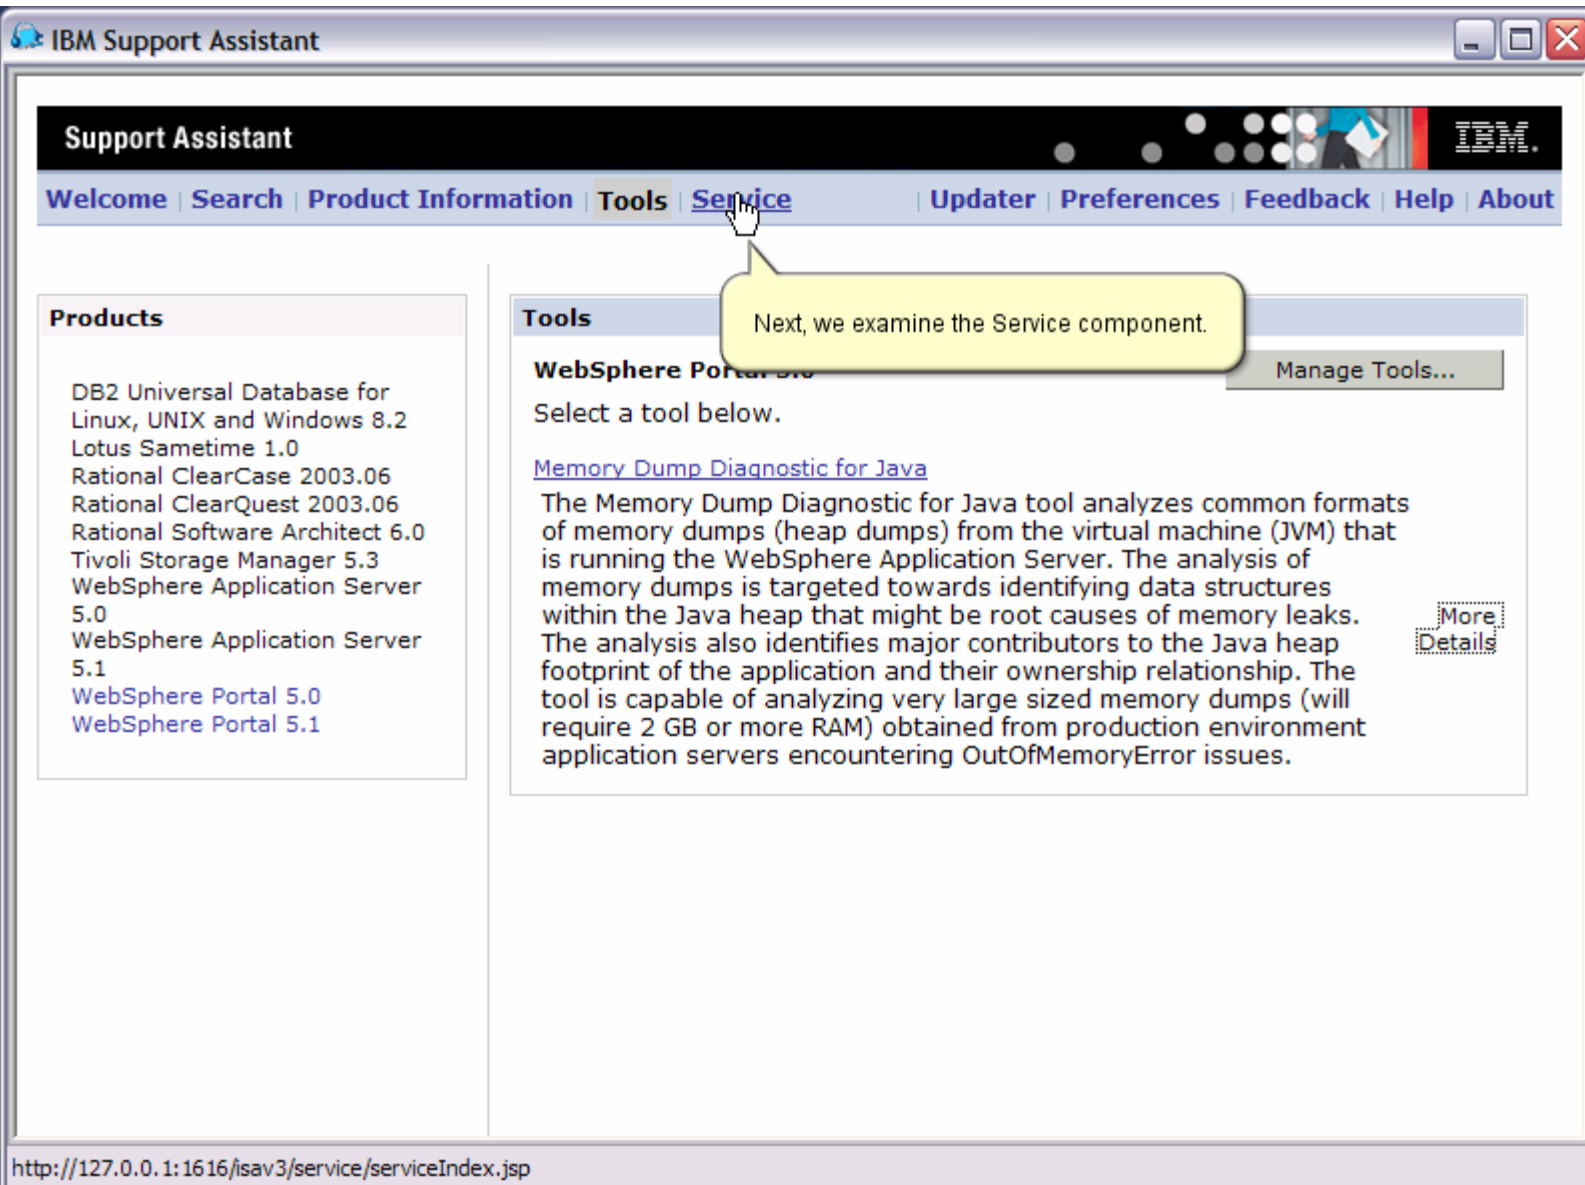 IBM Support Assistant
Support Assistant
IBM.
Welcome | Search | Product Information | Tools | Service | Updater | Preferences | Feedback | Help | About
Next, we examine the Service component.
Products
DB2 Universal Database for
Linux, UNIX and Windows 8.2
Lotus Sametime 1.0
Rational ClearCase 2003.06
Rational ClearQuest 2003.06
Rational Software Architect 6.0
Tivoli Storage Manager 5.3
WebSphere Application Server
5.0
WebSphere Application Server
5.1
WebSphere Portal 5.0
WebSphere Portal 5.1
Tools
WebSphere Portal 5.0
Manage Tools...
Select a tool below.
Memory Dump Diagnostic for Java
The Memory Dump Diagnostic for Java tool analyzes common formats
of memory dumps (heap dumps) from the virtual machine (JVM) that
is running the WebSphere Application Server. The analysis of
memory dumps is targeted towards identifying data structures
within the Java heap that might be root causes of memory leaks.
The analysis also identifies major contributors to the Java heap
footprint of the application and their ownership relationship. The
tool is capable of analyzing very large sized memory dumps (will
require 2 GB or more RAM) obtained from production environment
application servers encountering OutOfMemoryError issues.
More
Details
http://127.0.0.1:1616/isav3/service/serviceIndex.jsp